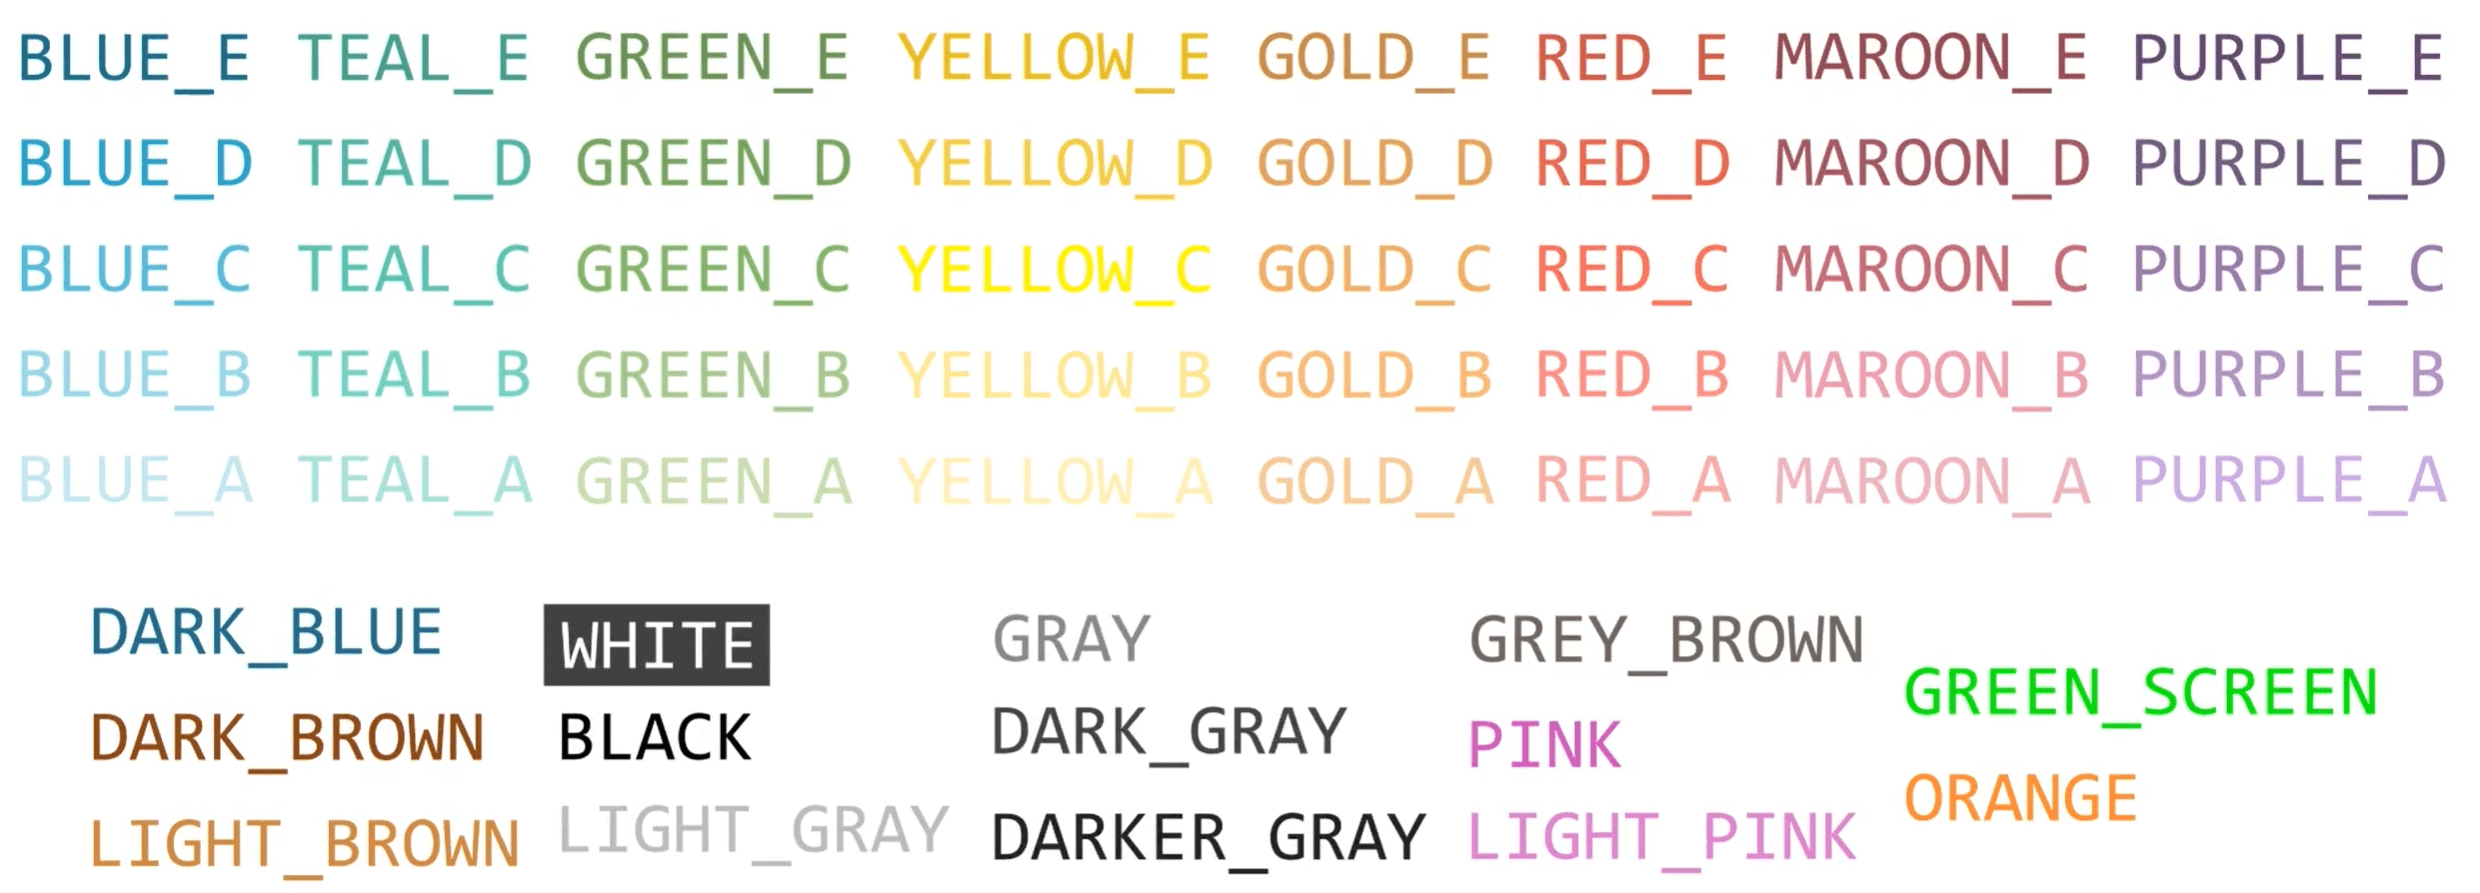 BLUE_E TEAL_E GREEN_E YELLOW_E GOLD_E RED_E MAROON_E PURPLE_E
BLUE_D TEAL_D GREEN_D YELLOW_D GOLD_D RED_D MAROON_D PURPLE_D
BLUE_C TEAL_C GREEN_C YELLOW_C GOLD_C RED_C MAROON_C PURPLE_C
BLUE_B TEAL_B GREEN_B YELLOW_B GOLD_B RED_B MAROON_B PURPLE_B
BLUE_A TEAL_A GREEN_A YELLOW_A GOLD_A RED_A MAROON_A PURPLE_A
DARK_BLUE
DARK_BROWN
LIGHT_BROWN
WHITE
BLACK
LIGHT_GRAY
GRAY
DARK_GRAY
DARKER_GRAY
GREY_BROWN
PINK
LIGHT_PINK
GREEN_SCREEN
ORANGE